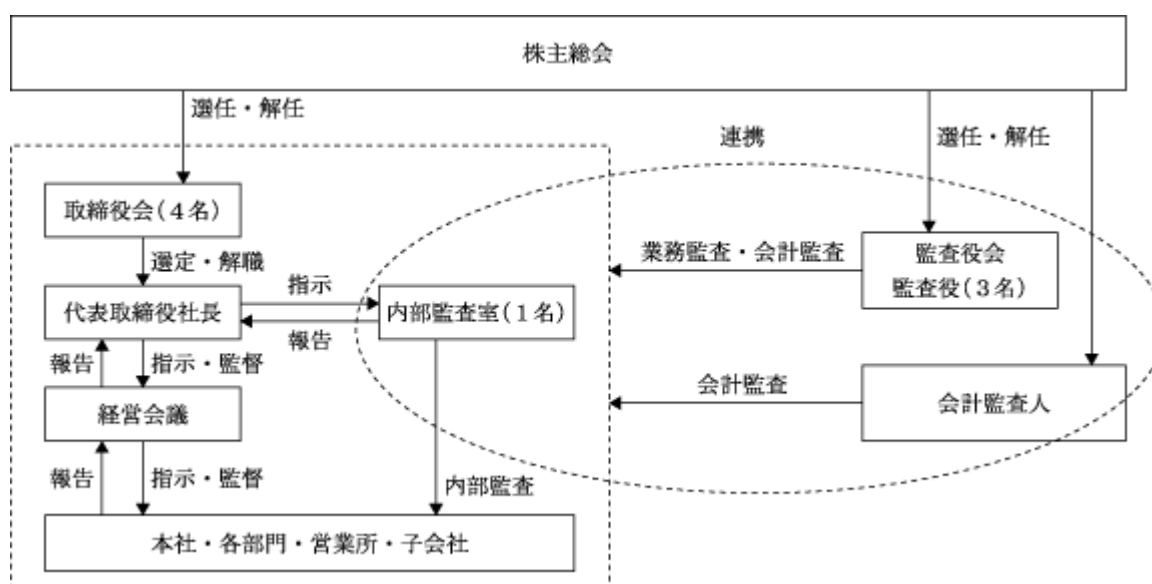 株主総会
選任・解任
連携
選任・解任
取締役会(4名)
選定・解職
業務監査・会計監査
監査役会
監査役(3名)
代表取締役社長
指示
報告
内部監査室(1名)
報告
指示・監督
会計監査
会計監査人
経営会議
報告
指示・監督
内部監査
本社・各部門・営業所・子会社